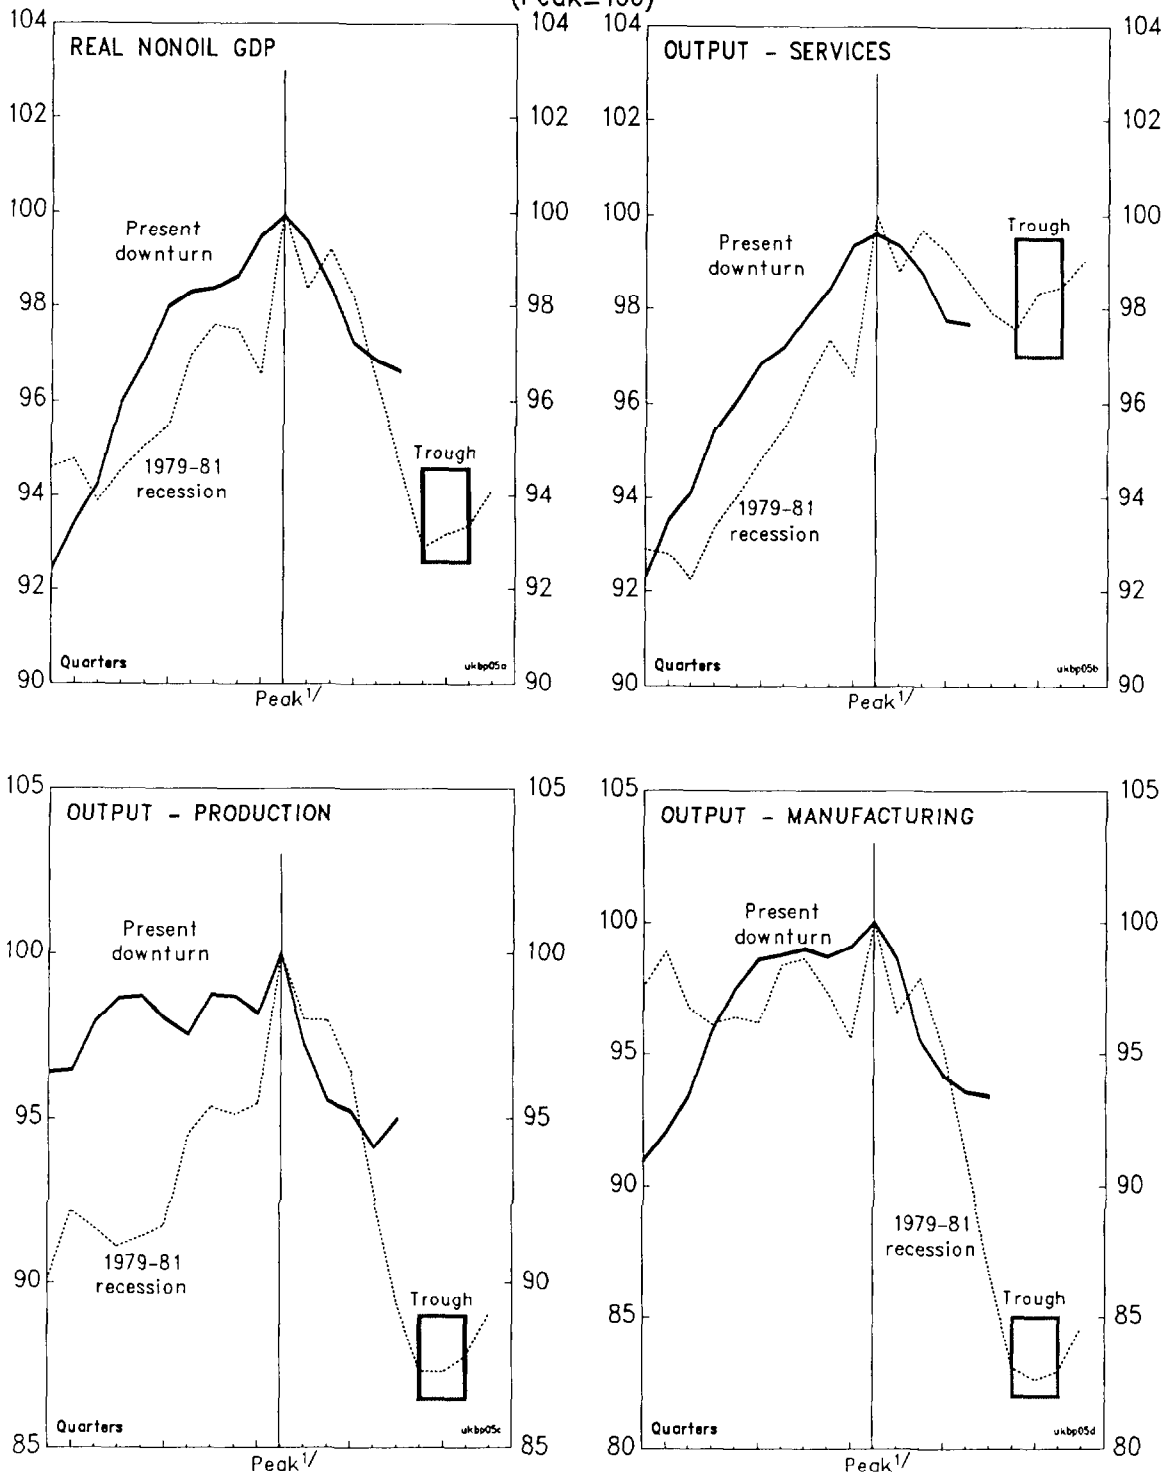 (Peak=100)
REAL NONOIL GDP
104
102
100
98
96
94
92
90
104
102
100
98
96
94
92
90
Present
downturn
1979-81
recession
Trough
Quarters
ukbp05a
Peak1/
OUTPUT - SERVICES
104
102
100
98
96
94
92
90
104
102
100
98
96
94
92
90
Present
downturn
1979-81
recession
Trough
Quarters
ukbp05b
Peak1/
OUTPUT - PRODUCTION
105
100
95
90
85
105
100
95
90
85
Present
downturn
1979-81
recession
Trough
Quarters
ukbp05c
Peak1/
OUTPUT - MANUFACTURING
105
100
95
90
85
80
105
100
95
90
85
80
Present
downturn
1979-81
recession
Trough
Quarters
ukbp05d
Peak1/